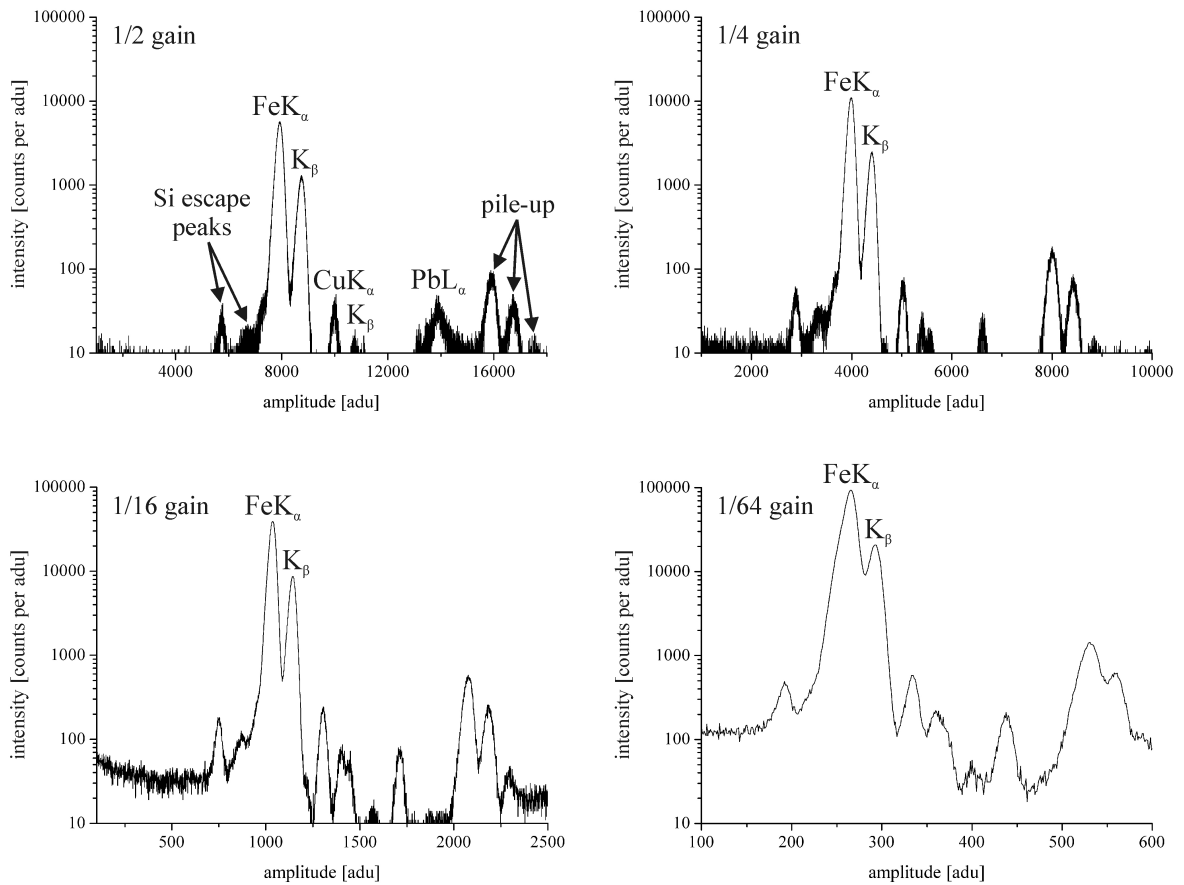 1/2 gain
100000
10000
1000
100
10
intensity [counts per adu]
FeKα
Kβ
Si escape
peaks
CuKα
Kβ
PbLα
pile-up
4000 8000 12000 16000
amplitude [adu]
1/4 gain
100000
10000
1000
100
10
intensity [counts per adu]
FeKα
Kβ
2000 4000 6000 8000 10000
amplitude [adu]
1/16 gain
100000
10000
1000
100
10
intensity [counts per adu]
FeKα
Kβ
500 1000 1500 2000 2500
amplitude [adu]
1/64 gain
100000
10000
1000
100
10
intensity [counts per adu]
FeKα
Kβ
100 200 300 400 500 600
amplitude [adu]